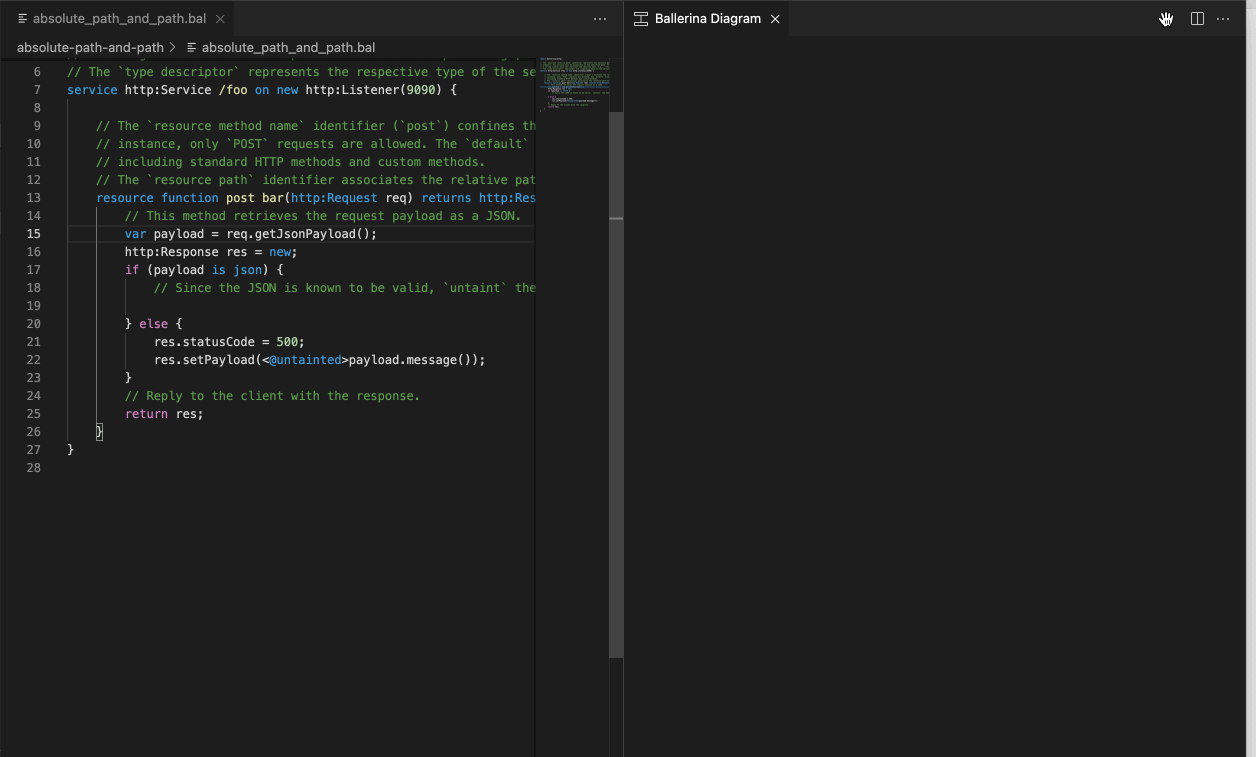 absolute_path_and_path.bal
Ballerina Diagram
absolute-path-and-path > absolute_path_and_path.bal
6 // The `type descriptor` represents the respective type of the se
7 service http:Service /foo on new http:Listener(9090) {
8
9 // The `resource method name` identifier (`post`) confines th
10 // instance, only `POST` requests are allowed. The `default`
11 // including standard HTTP methods and custom methods.
12 // The `resource path` identifier associates the relative pat
13 resource function post bar(http:Request req) returns http:Res
14 // This method retrieves the request payload as a JSON.
15 var payload = req.getJsonPayload();
16 http:Response res = new;
17 if (payload is json) {
18 // Since the JSON is known to be valid, `untaint` the
19
20 } else {
21 res.statusCode = 500;
22 res.setPayload(<@untainted>payload.message());
23 }
24 // Reply to the client with the response.
25 return res;
26 }
27 }
28